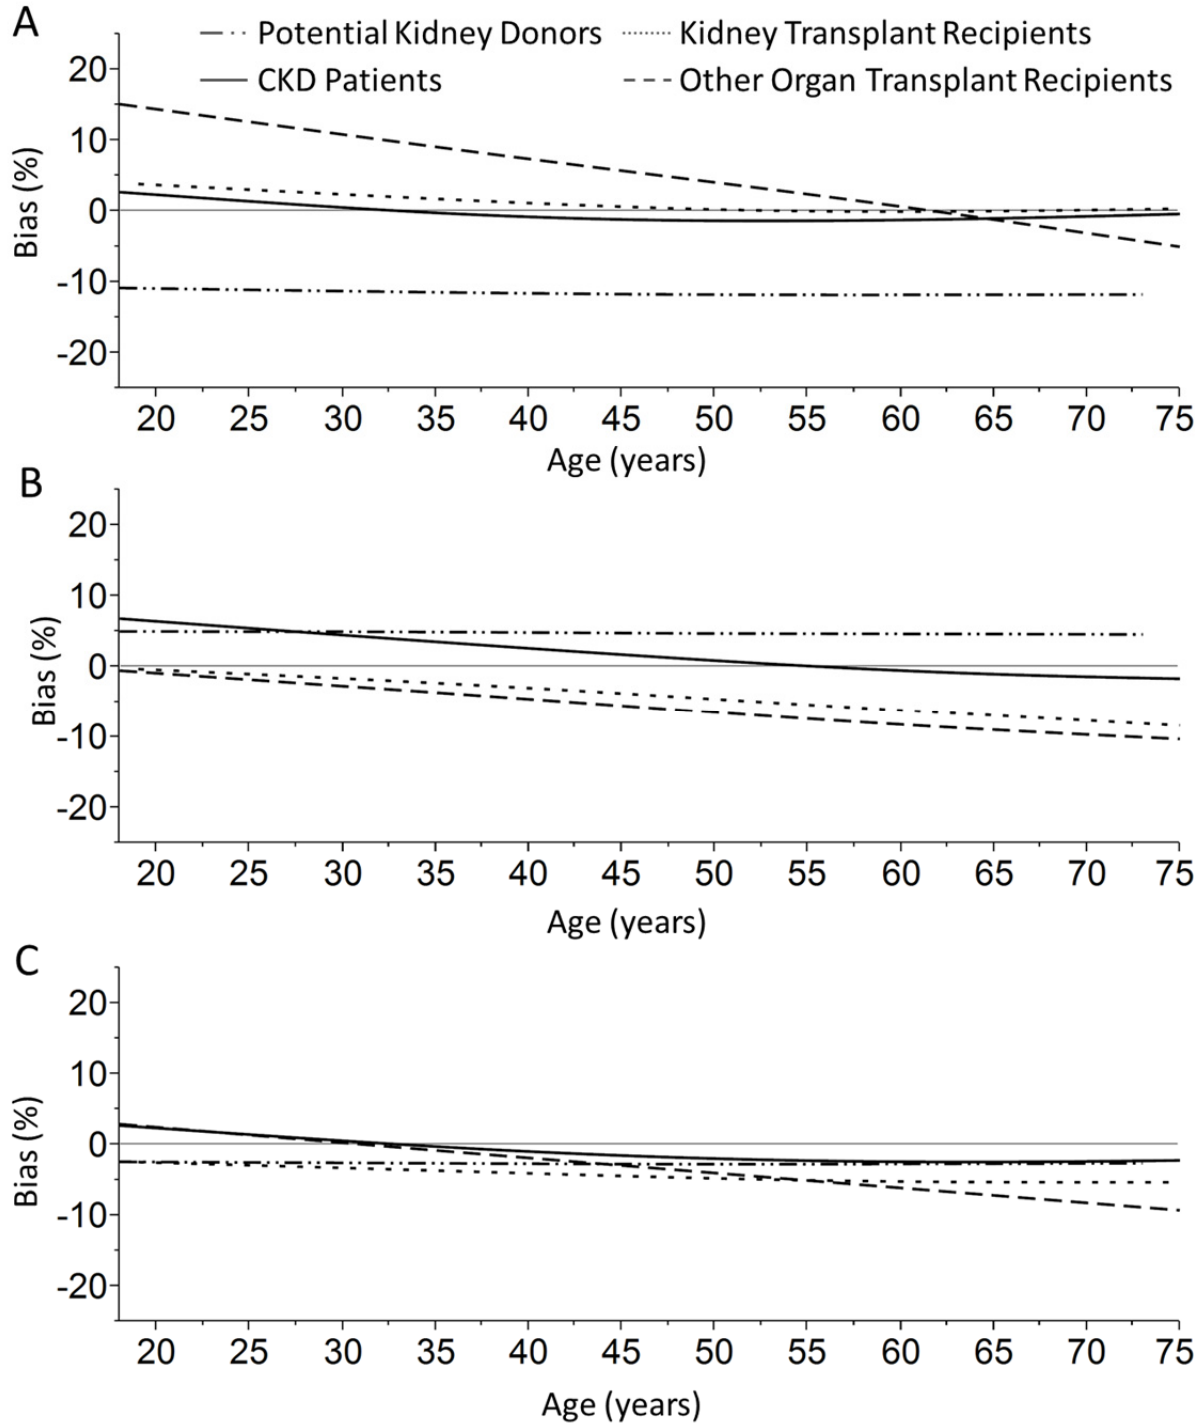 A
Potential Kidney Donors
Kidney Transplant Recipients
CKD Patients
Other Organ Transplant Recipients
20
10
0
-10
-20
Bias (%)
20 25 30 35 40 45 50 55 60 65 70 75
Age (years)
B
20
10
0
-10
-20
Bias (%)
20 25 30 35 40 45 50 55 60 65 70 75
Age (years)
C
20
10
0
-10
-20
Bias (%)
20 25 30 35 40 45 50 55 60 65 70 75
Age (years)